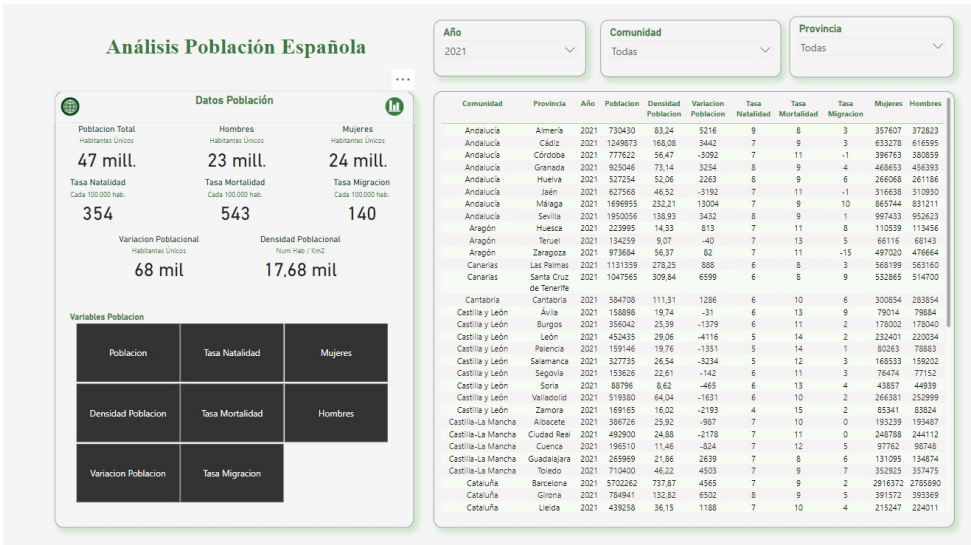 Análisis Población Española
Año
2021
Comunidad
Todas
Provincia
Todas
...
Datos Población
Poblacion Total Hombres Mujeres
Habitantes Únicos Habitantes Únicos Habitantes Únicos
47 mill. 23 mill. 24 mill.
Tasa Natalidad Tasa Mortalidad Tasa Migracion
Cada 100.000 hab. Cada 100.000 hab. Cada 100.000 hab.
354 543 140
Variacion Poblacional Densidad Poblacional
Habitantes Únicos Num Hab / Km2
68 mil 17,68 mil
Variables Poblacion
Poblacion Tasa Natalidad Mujeres
Densidad Poblacion Tasa Mortalidad Hombres
Variacion Poblacion Tasa Migracion
Comunidad Provincia Año Poblacion Densidad Variacion Tasa Tasa Tasa Mujeres Hombres
Poblacion Poblacion Natalidad Mortalidad Migracion
Andalucía Almería 2021 730430 83,24 5216 9 8 3 357607 372823
Andalucía Cádiz 2021 1249873 168,08 3442 7 9 3 633278 616595
Andalucía Córdoba 2021 777622 56,47 -3092 7 11 -1 396763 380859
Andalucía Granada 2021 925046 73,14 3254 8 9 4 468653 456393
Andalucía Huelva 2021 527254 52,06 2263 8 9 6 266068 261186
Andalucía Jaén 2021 627568 46,52 -3192 7 11 -1 316638 310930
Andalucía Málaga 2021 1696955 232,21 13004 7 9 10 865744 831211
Andalucía Sevilla 2021 1950056 138,93 3432 8 9 1 997433 952623
Aragón Huesca 2021 223995 14,33 813 7 11 8 110539 113456
Aragón Teruel 2021 134259 9,07 -40 7 13 5 66116 68143
Aragón Zaragoza 2021 973684 56,37 82 7 11 -15 497020 476664
Canarias Las Palmas 2021 1131359 278,25 888 6 8 3 568199 563160
Canarias Santa Cruz 2021 1047565 309,84 6599 6 8 9 532865 514700
de Tenerife
Cantabria Cantabria 2021 584708 111,31 1286 6 10 6 300854 283854
Castilla y León Ávila 2021 158898 19,74 -31 6 13 9 79014 79884
Castilla y León Burgos 2021 356042 25,39 -1379 6 11 2 178002 178040
Castilla y León León 2021 452435 29,06 -4116 5 14 2 232401 220034
Castilla y León Palencia 2021 159146 19,76 -1351 5 14 1 80263 78883
Castilla y León Salamanca 2021 327735 26,54 -3234 5 12 3 168533 159202
Castilla y León Segovia 2021 153626 22,61 -142 6 11 3 76474 77152
Castilla y León Soria 2021 88796 8,62 -465 6 13 4 43857 44939
Castilla y León Valladolid 2021 519380 64,04 -1631 6 10 2 266381 252999
Castilla y León Zamora 2021 169165 16,02 -2193 4 15 2 85341 83824
Castilla-La Mancha Albacete 2021 386726 25,92 -987 7 10 0 193239 193487
Castilla-La Mancha Ciudad Real 2021 492900 24,88 -2178 7 11 0 248788 244112
Castilla-La Mancha Cuenca 2021 196510 11,46 -824 7 12 5 97762 98748
Castilla-La Mancha Guadalajara 2021 265969 21,86 2639 7 8 6 131095 134874
Castilla-La Mancha Toledo 2021 710400 46,22 4503 7 9 7 352925 357475
Cataluña Barcelona 2021 5702262 737,87 4565 7 9 2 2916372 2785890
Cataluña Girona 2021 784941 132,82 6502 8 9 5 391572 393369
Cataluña Lleida 2021 439258 36,15 1188 7 10 4 215247 224011